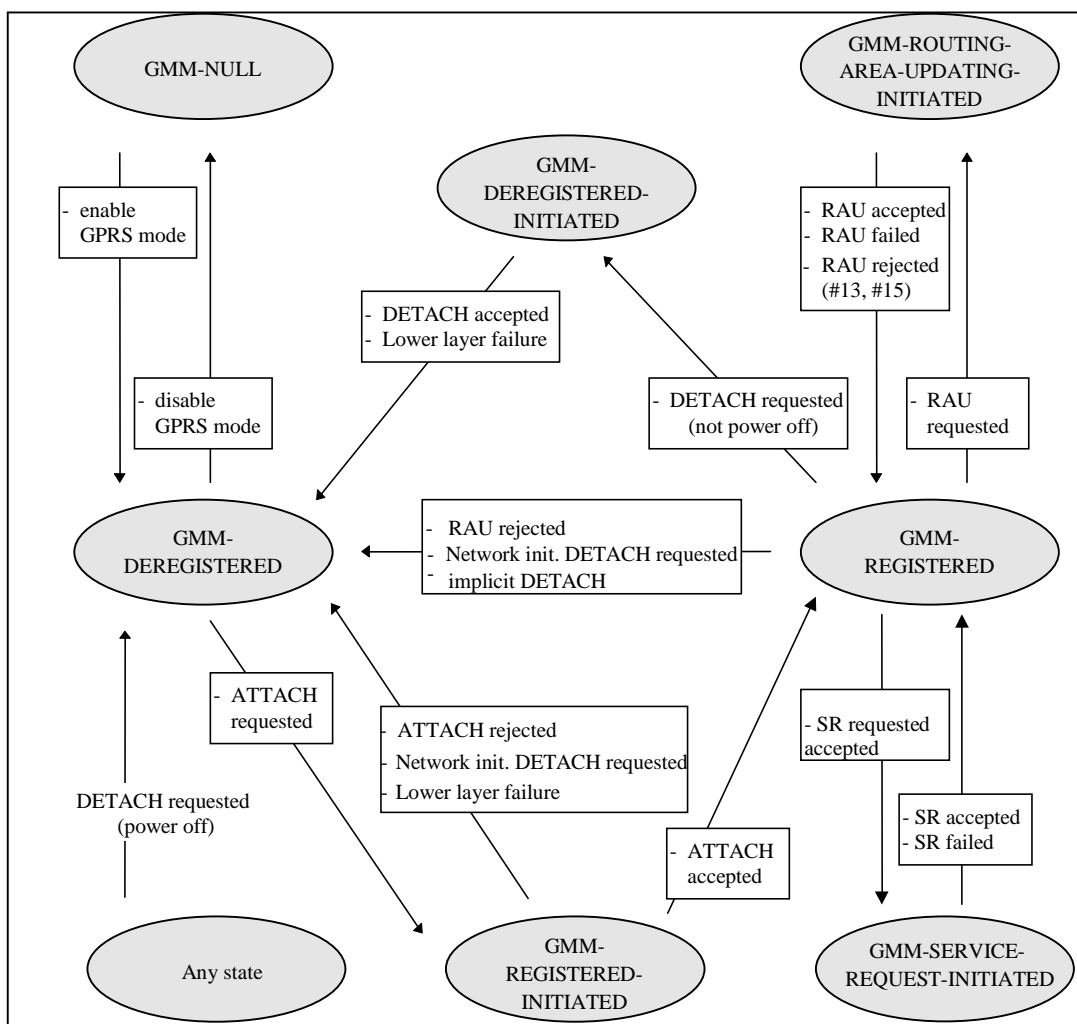 GMM-NULL
GMM-ROUTING-
AREA-UPDATING-
INITIATED
GMM-
DEREGISTERED-
INITIATED
- enable
GPRS mode
- RAU accepted
- RAU failed
- RAU rejected
(#13, #15)
- DETACH accepted
- Lower layer failure
- disable
GPRS mode
- DETACH requested
(not power off)
- RAU
requested
GMM-
DEREGISTERED
- RAU rejected
- Network init. DETACH requested
- implicit DETACH
GMM-
REGISTERED
- ATTACH
requested
- ATTACH rejected
- Network init. DETACH requested
- Lower layer failure
- SR requested
accepted
DETACH requested
(power off)
- ATTACH
accepted
- SR accepted
- SR failed
Any state
GMM-
REGISTERED-
INITIATED
GMM-SERVICE-
REQUEST-INITIATED